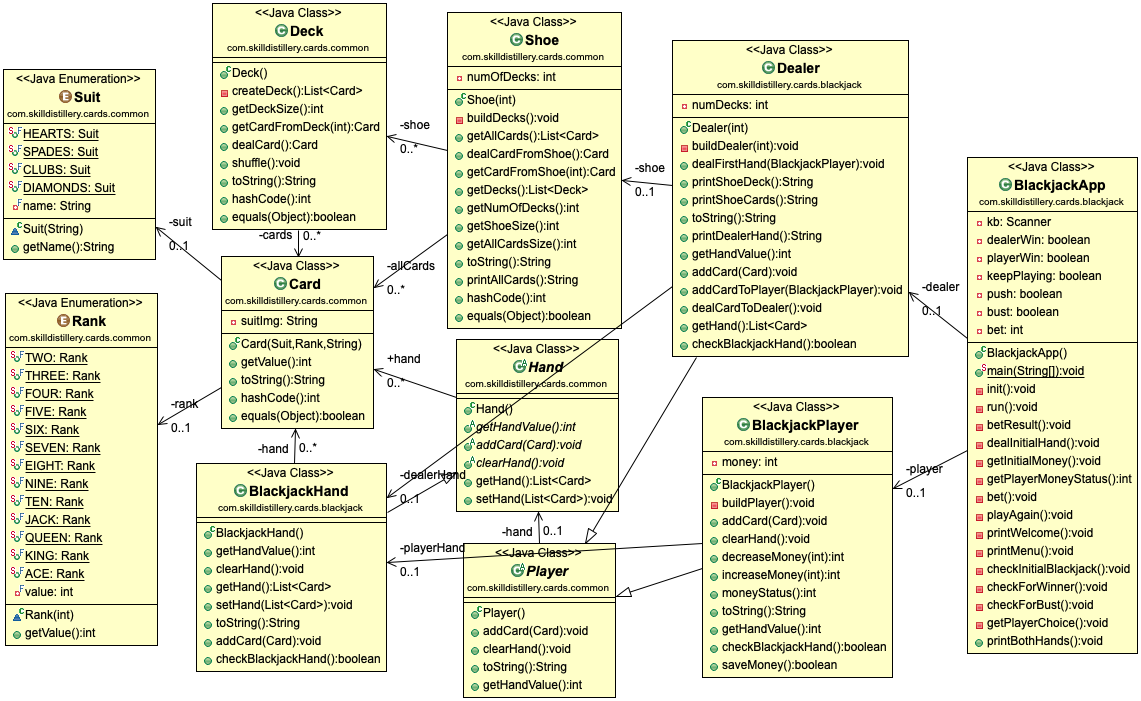 <<Java Class>>
Deck
com.skilldistillery.cards.common
Deck()
createDeck():List<Card>
getDeckSize():int
getCardFromDeck(int):Card
dealCard():Card
shuffle():void
toString():String
hashCode():int
equals(Object):boolean
<<Java Class>>
Shoe
com.skilldistillery.cards.common
numOfDecks: int
Shoe(int)
buildDecks():void
getAllCards():List<Card>
dealCardFromShoe():Card
getCardFromShoe(int):Card
getDecks():List<Deck>
getNumOfDecks():int
getShoeSize():int
getAllCardsSize():int
toString():String
printAllCards():String
hashCode():int
equals(Object):boolean
<<Java Class>>
Dealer
com.skilldistillery.cards.blackjack
numDecks: int
Dealer(int)
buildDealer(int):void
dealFirstHand(BlackjackPlayer):void
printShoeDeck():String
printShoeCards():String
toString():String
printDealerHand():String
getHandValue():int
addCard(Card):void
addCardToPlayer(BlackjackPlayer):void
dealCardToDealer():void
getHand():List<Card>
checkBlackjackHand():boolean
<<Java Enumeration>>
Suit
com.skilldistillery.cards.common
HEARTS: Suit
SPADES: Suit
CLUBS: Suit
DIAMONDS: Suit
name: String
Suit(String)
getName():String
<<Java Class>>
BlackjackApp
com.skilldistillery.cards.blackjack
kb: Scanner
dealerWin: boolean
playerWin: boolean
keepPlaying: boolean
push: boolean
bust: boolean
bet: int
BlackjackApp()
main(String[]):void
init():void
run():void
betResult():void
dealInitialHand():void
getInitialMoney():void
getPlayerMoneyStatus():int
bet():void
playAgain():void
printWelcome():void
printMenu():void
checkInitialBlackjack():void
checkForWinner():void
checkForBust():void
getPlayerChoice():void
printBothHands():void
-shoe
0..*
-shoe
0..1
-suit
0..1
-cards
0..*
-allCards
0..*
-dealer
0..1
<<Java Class>>
Card
com.skilldistillery.cards.common
suitImg: String
Card(Suit,Rank,String)
getValue():int
toString():String
hashCode():int
equals(Object):boolean
<<Java Enumeration>>
Rank
com.skilldistillery.cards.common
TWO: Rank
THREE: Rank
FOUR: Rank
FIVE: Rank
SIX: Rank
SEVEN: Rank
EIGHT: Rank
NINE: Rank
TEN: Rank
JACK: Rank
QUEEN: Rank
KING: Rank
ACE: Rank
value: int
Rank(int)
getValue():int
+hand
0..*
-rank
0..1
-hand
0..*
<<Java Class>>
Hand
com.skilldistillery.cards.common
Hand()
getHandValue():int
addCard(Card):void
clearHand():void
getHand():List<Card>
setHand(List<Card>):void
<<Java Class>>
BlackjackPlayer
com.skilldistillery.cards.blackjack
money: int
BlackjackPlayer()
buildPlayer():void
addCard(Card):void
clearHand():void
decreaseMoney(int):int
increaseMoney(int):int
moneyStatus():int
toString():String
getHandValue():int
checkBlackjackHand():boolean
saveMoney():boolean
-player
0..1
<<Java Class>>
BlackjackHand
com.skilldistillery.cards.blackjack
BlackjackHand()
getHandValue():int
clearHand():void
getHand():List<Card>
setHand(List<Card>):void
toString():String
addCard(Card):void
checkBlackjackHand():boolean
-dealerHand
0..1
-hand
0..1
-playerHand
0..1
<<Java Class>>
Player
com.skilldistillery.cards.common
Player()
addCard(Card):void
clearHand():void
toString():String
getHandValue():int